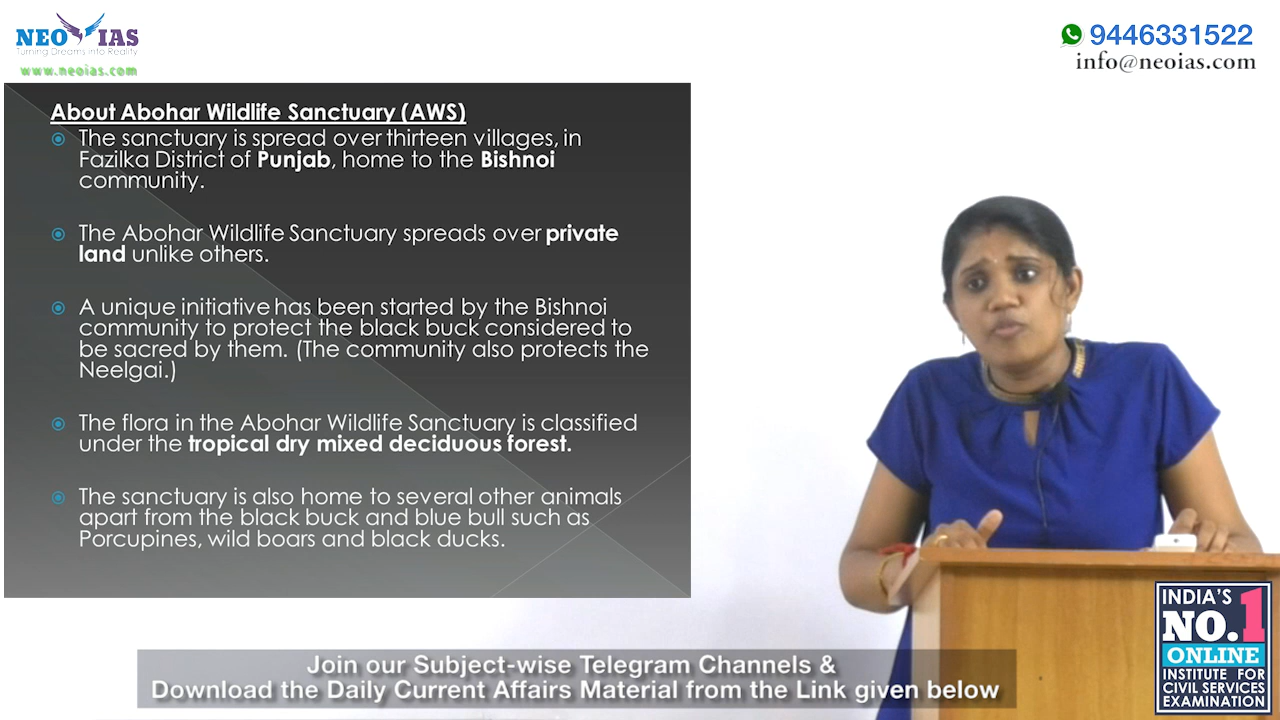 NEO IAS
Turning Dreams into Reality
www.neoias.com
9446331522
info@neoias.com
About Abohar Wildlife Sanctuary (AWS)
The sanctuary is spread over thirteen villages, in
Fazilka District of Punjab, home to the Bishnoi
community.
The Abohar Wildlife Sanctuary spreads over private
land unlike others.
A unique initiative has been started by the Bishnoi
community to protect the black buck considered to
be sacred by them. (The community also protects the
Neelgai.)
The flora in the Abohar Wildlife Sanctuary is classified
under the tropical dry mixed deciduous forest.
The sanctuary is also home to several other animals
apart from the black buck and blue bull such as
Porcupines, wild boars and black ducks.
INDIA'S
NO.1
ONLINE
INSTITUTE FOR
CIVIL SERVICES
EXAMINATION
Join our Subject-wise Telegram Channels &
Download the Daily Current Affairs Material from the Link given below